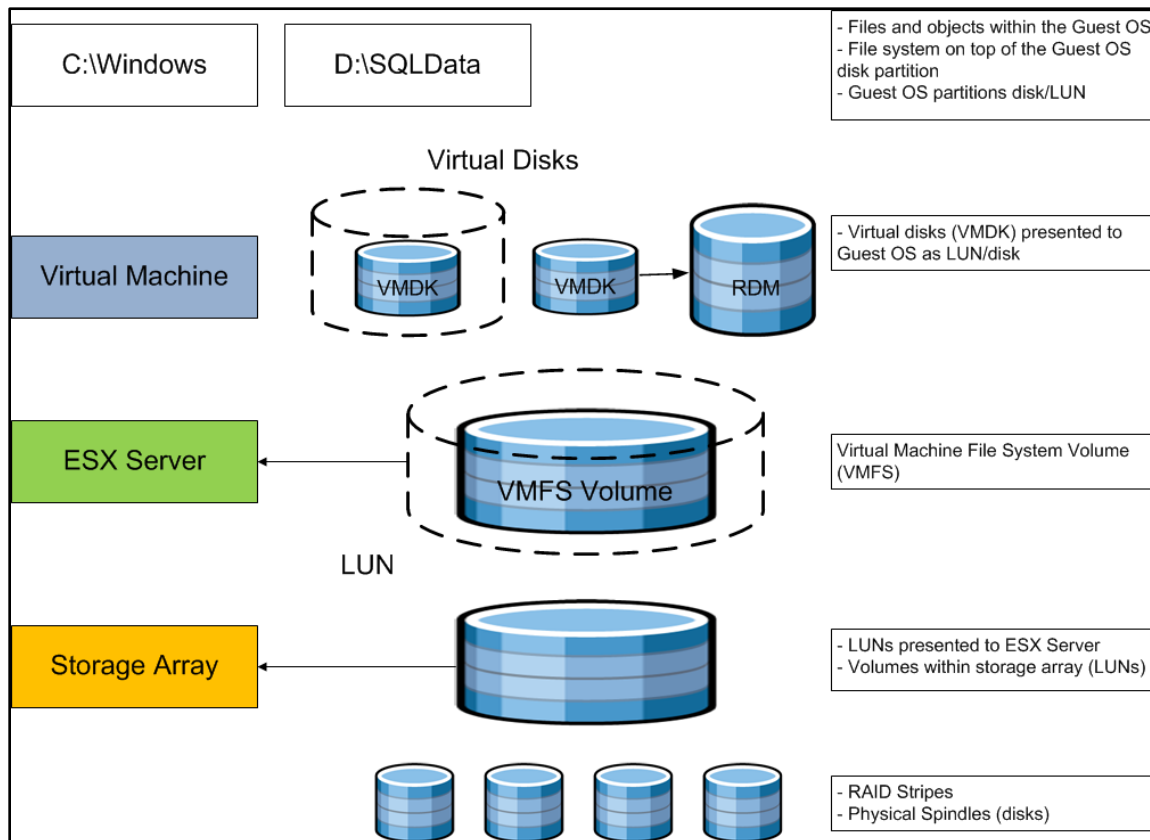 C:\Windows
D:\SQLData
- Files and objects within the Guest OS
- File system on top of the Guest OS
disk partition
- Guest OS partitions disk/LUN
Virtual Disks
Virtual Machine
VMDK
VMDK
RDM
- Virtual disks (VMDK) presented to
Guest OS as LUN/disk
ESX Server
VMFS Volume
Virtual Machine File System Volume
(VMFS)
LUN
Storage Array
- LUNs presented to ESX Server
- Volumes within storage array (LUNs)
- RAID Stripes
- Physical Spindles (disks)